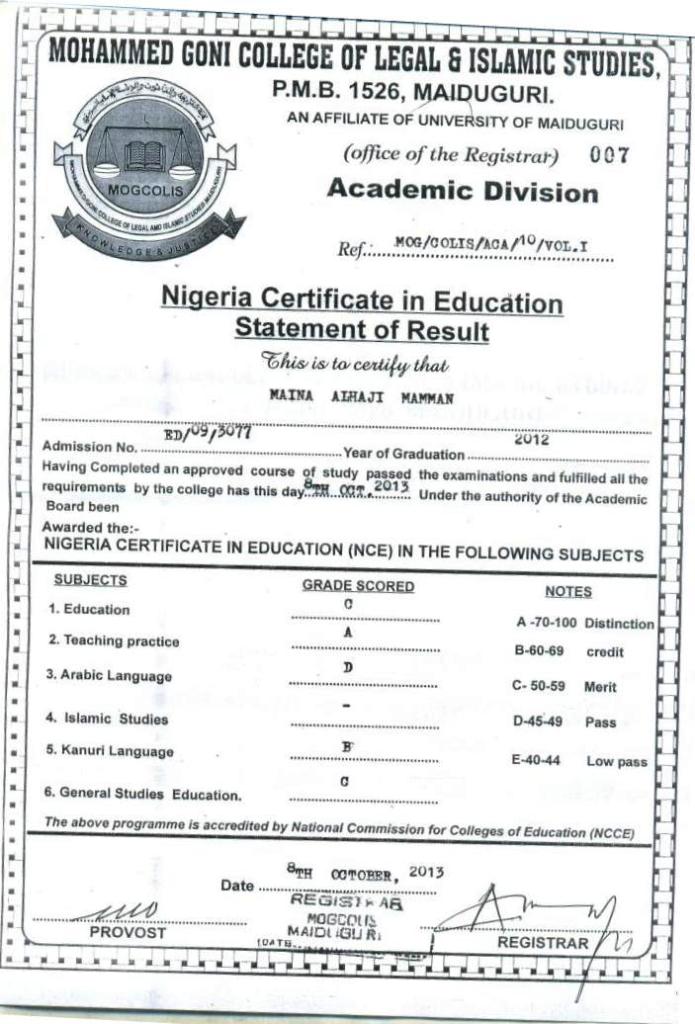 MOHAMMED GONI COLLEGE OF LEGAL & ISLAMIC STUDIES,
P.M.B. 1526, MAIDUGURI.
AN AFFILIATE OF UNIVERSITY OF MAIDUGURI
(office of the Registrar) 007
Academic Division
MOGCOLIS
KNOWLEDGE & JUSTICE
Ref.: MOG/COLIS/ACA/10/VOL.I
Nigeria Certificate in Education
Statement of Result
This is to certify that
MAINA ALHAJI MAMMAN
Admission No. ED/09/3077 Year of Graduation 2012
Having Completed an approved course of study passed the examinations and fulfilled all the
requirements by the college has this day 8TH OCT. 2013 Under the authority of the Academic
Board been
Awarded the:-
NIGERIA CERTIFICATE IN EDUCATION (NCE) IN THE FOLLOWING SUBJECTS
SUBJECTS GRADE SCORED NOTES
1. Education C A -70-100 Distinction
2. Teaching practice A B-60-69 credit
3. Arabic Language D C- 50-59 Merit
4. Islamic Studies - D-45-49 Pass
5. Kanuri Language B E-40-44 Low pass
6. General Studies Education. C
The above programme is accredited by National Commission for Colleges of Education (NCCE)
Date 8TH OCTOBER, 2013
REGISTRAR
MOGCOLIS
MAIDUGURI
DATE
PROVOST
REGISTRAR